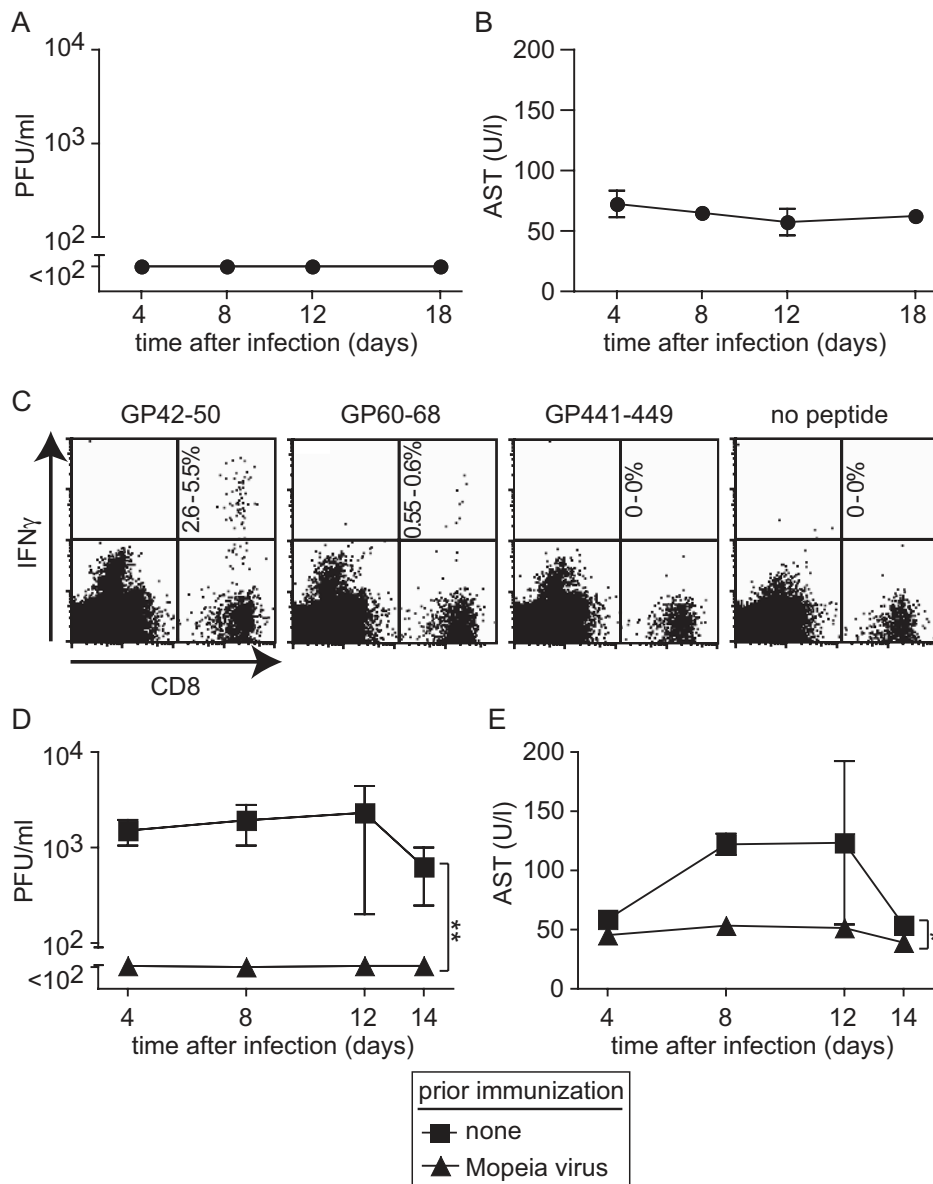 A
PFU/ml
10⁴
10³
10²
<10²
4 8 12 18
time after infection (days)
B
AST (U/l)
200
150
100
50
0
4 8 12 18
time after infection (days)
C
GP42-50 GP60-68 GP441-449 no peptide
IFNγ
2.6 - 5.5%
0.55 - 0.6%
0 - 0%
0 - 0%
CD8
D
PFU/ml
10⁴
10³
10²
<10²
**
4 8 12 14
time after infection (days)
E
AST (U/l)
200
150
100
50
0
*
4 8 12 14
time after infection (days)
prior immunization
none
Mopeia virus